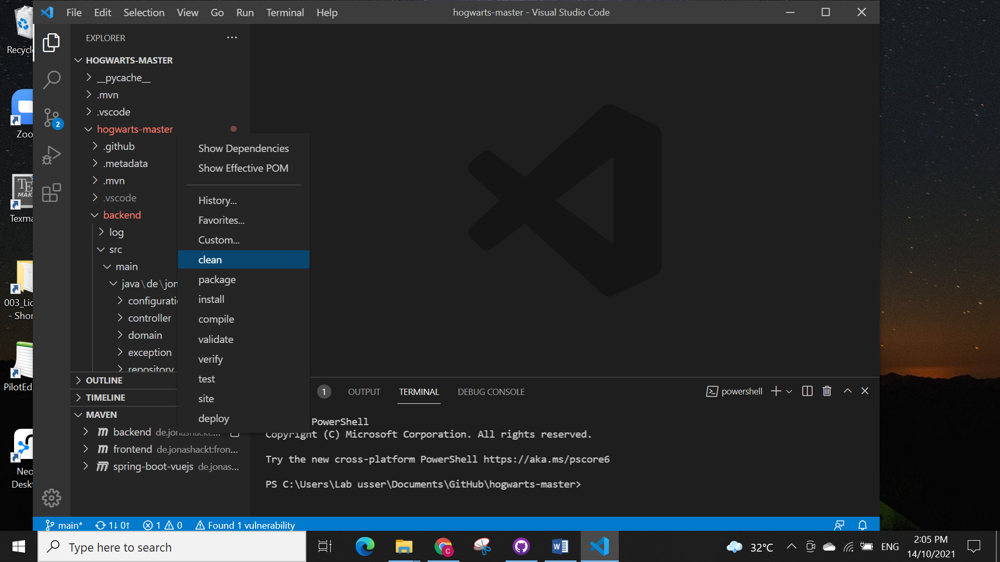 File Edit Selection View Go Run Terminal Help
hogwarts-master - Visual Studio Code
EXPLORER
HOGWARTS-MASTER
__pycache__
.mvn
.vscode
hogwarts-master
.github
.metadata
.mvn
.vscode
backend
log
src
main
java\de\jon
configurati
controller
domain
exception
repository
OUTLINE
TIMELINE
MAVEN
backend de.jonashackt....
frontend de.jonashackt:fron...
spring-boot-vuejs de.jonas...
2
Show Dependencies
Show Effective POM
History...
Favorites...
Custom...
clean
package
install
compile
validate
verify
test
site
deploy
1 OUTPUT TERMINAL DEBUG CONSOLE
powershell
PowerShell
Copyright (C) Microsoft Corporation. All rights reserved.
Try the new cross-platform PowerShell https://aka.ms/pscore6
PS C:\Users\Lab usser\Documents\GitHub\hogwarts-master>
main* 1↓ 0↑ 1 0 Found 1 vulnerability
Recycl
Zoo
TEX
MAK
Texma
003_Lic
- Shor
PilotEd
Neo
Deskt
Type here to search
C
W
32°C
ENG
2:05 PM
14/10/2021